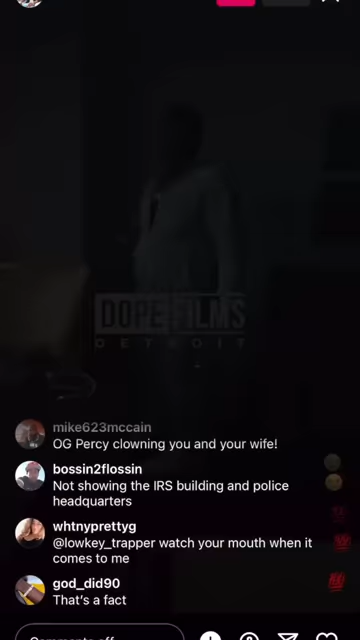 DOPE FILMS
DETROIT
mike623mccain
OG Percy clowning you and your wife!
bossin2flossin
Not showing the IRS building and police
headquarters
whtnyprettyg
@lowkey_trapper watch your mouth when it
comes to me
god_did90
That's a fact
Comments off